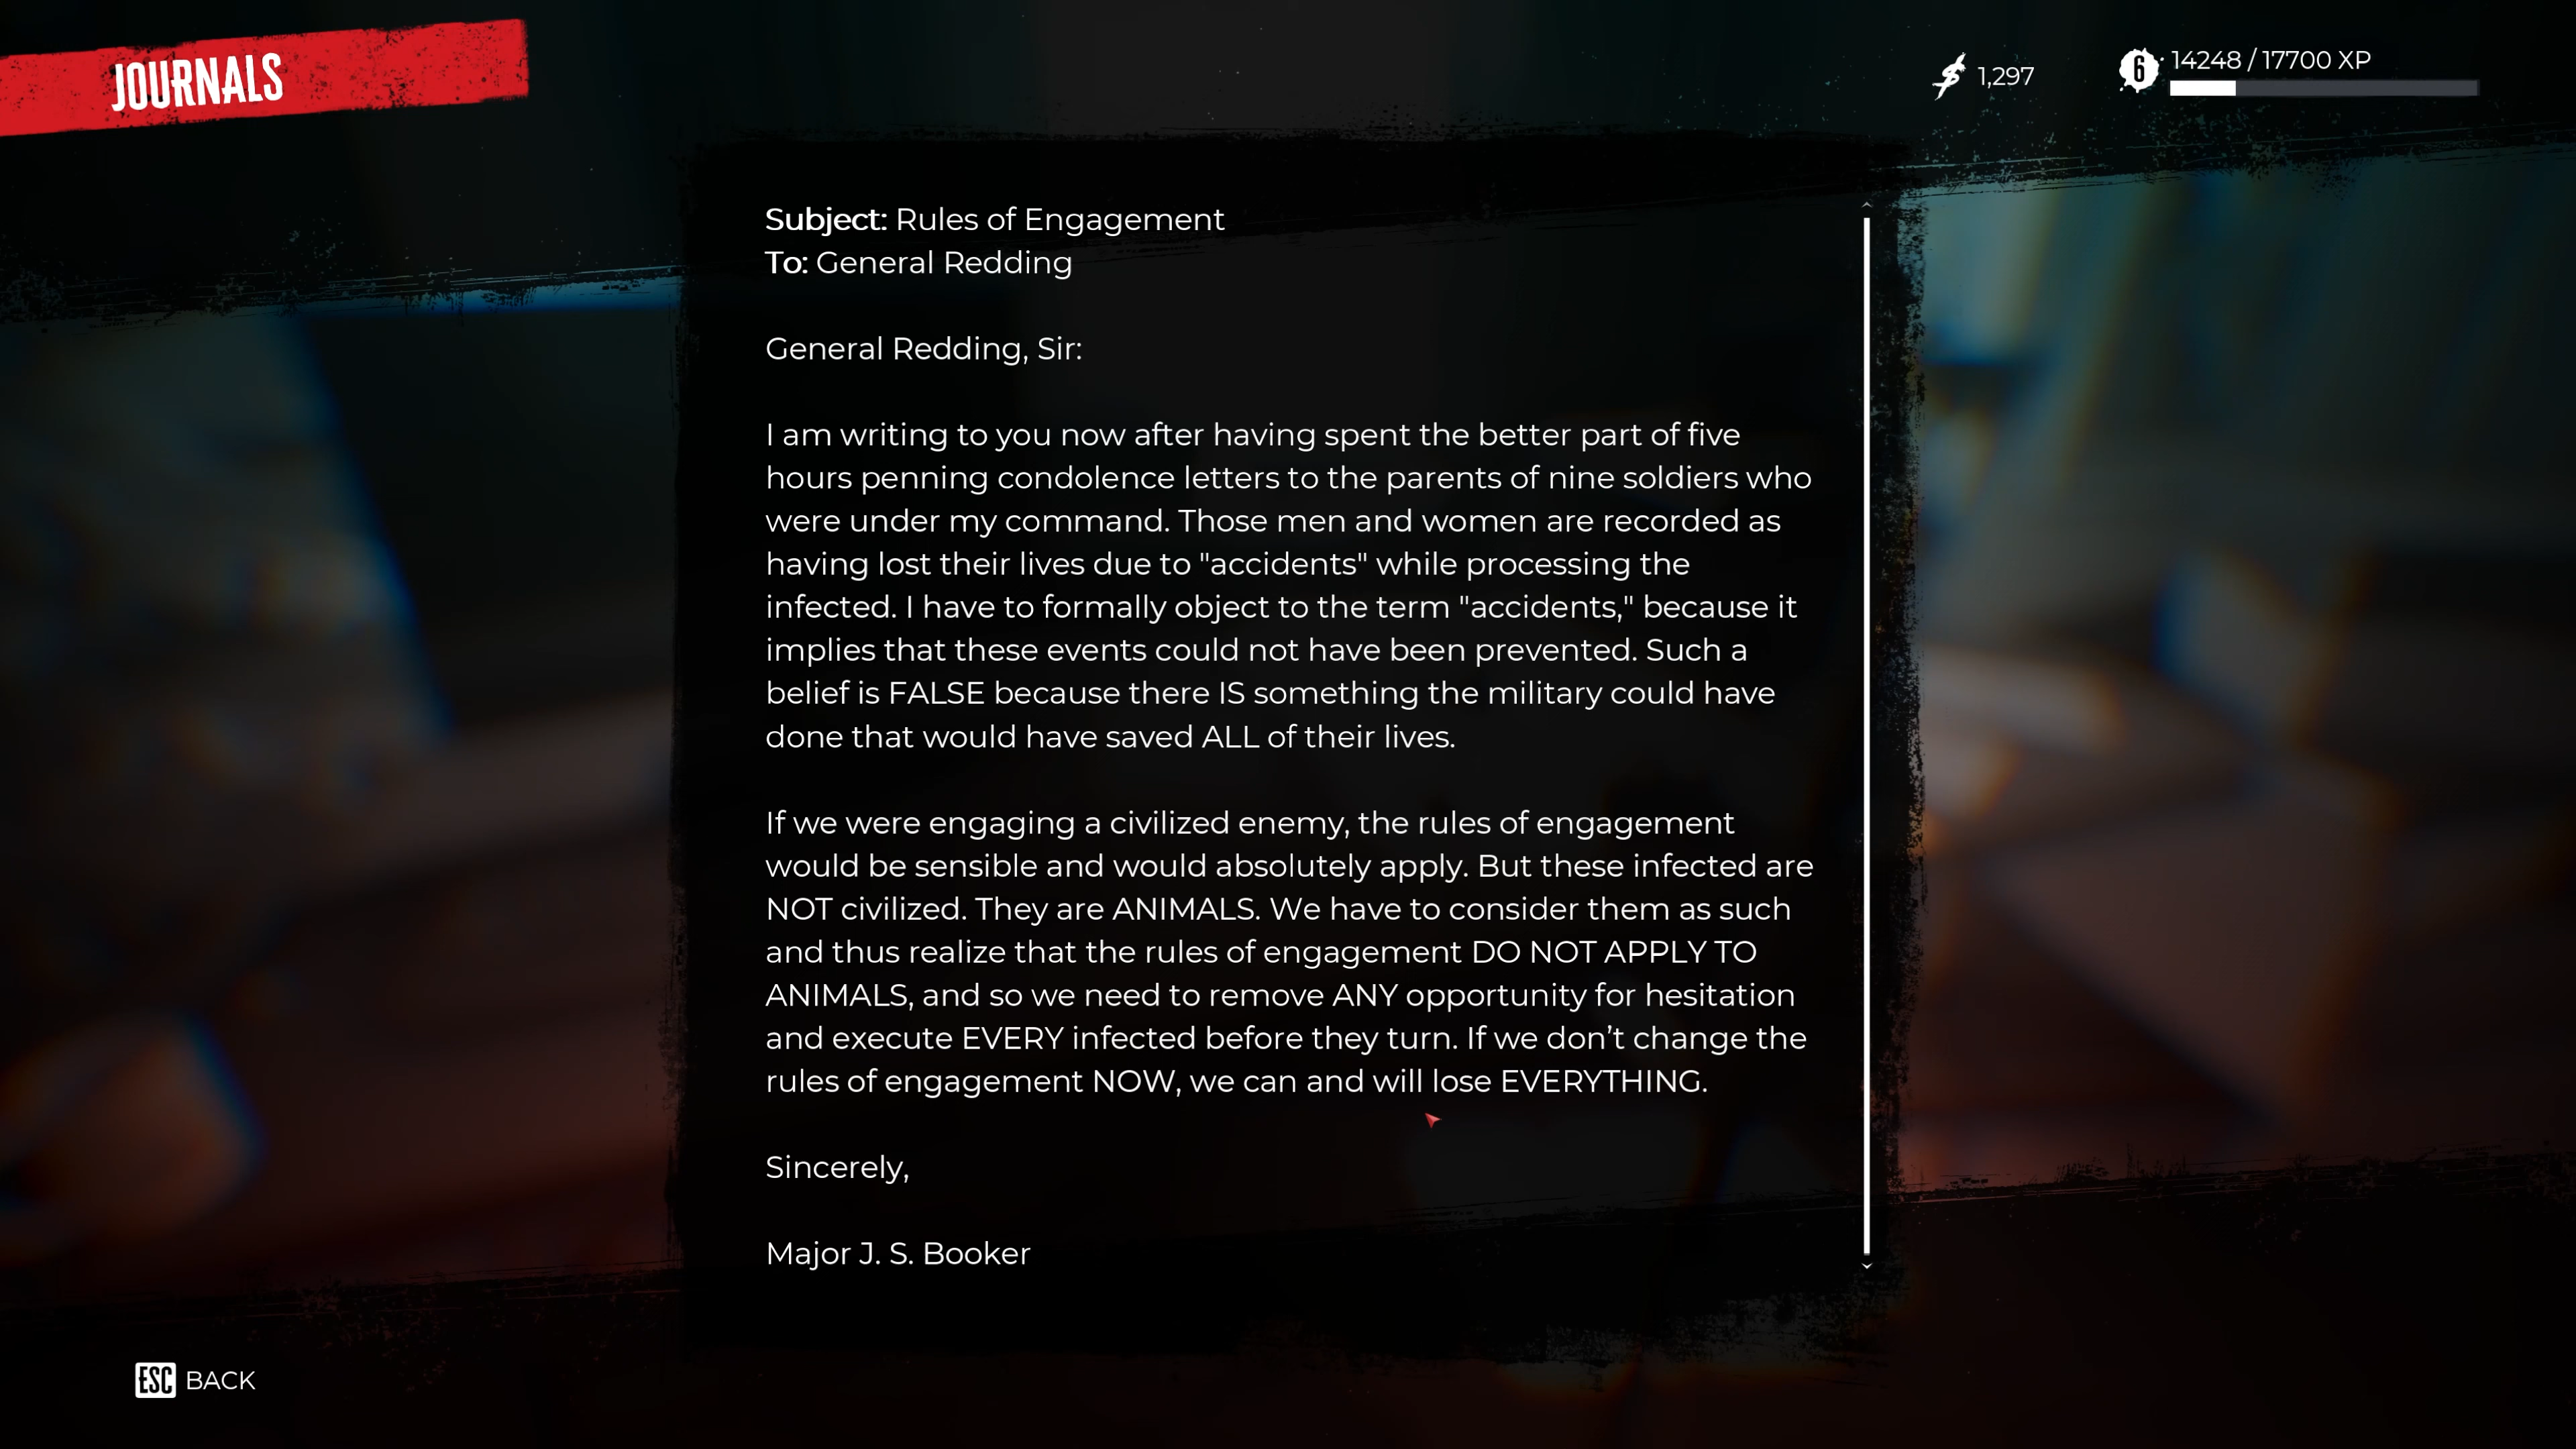 JOURNALS
1,297
6
14248 / 17700 XP
Subject: Rules of Engagement
To: General Redding
General Redding, Sir:
I am writing to you now after having spent the better part of five
hours penning condolence letters to the parents of nine soldiers who
were under my command. Those men and women are recorded as
having lost their lives due to "accidents" while processing the
infected. I have to formally object to the term "accidents," because it
implies that these events could not have been prevented. Such a
belief is FALSE because there IS something the military could have
done that would have saved ALL of their lives.
If we were engaging a civilized enemy, the rules of engagement
would be sensible and would absolutely apply. But these infected are
NOT civilized. They are ANIMALS. We have to consider them as such
and thus realize that the rules of engagement DO NOT APPLY TO
ANIMALS, and so we need to remove ANY opportunity for hesitation
and execute EVERY infected before they turn. If we don’t change the
rules of engagement NOW, we can and will lose EVERYTHING.
Sincerely,
Major J. S. Booker
ESC BACK